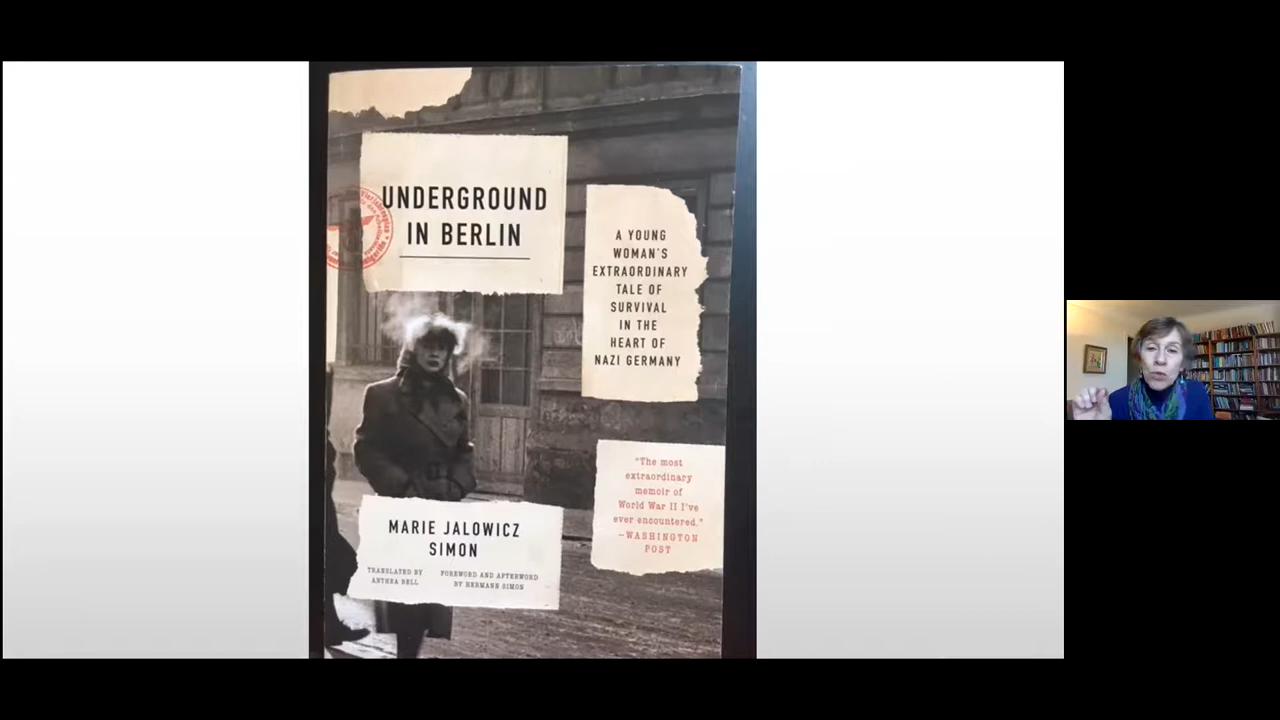 UNDERGROUND
IN BERLIN
A YOUNG
WOMAN'S
EXTRAORDINARY
TALE OF
SURVIVAL
IN THE
HEART OF
NAZI GERMANY
"The most
extraordinary
memoir of
World War II I've
ever encountered."
—WASHINGTON
POST
MARIE JALOWICZ
SIMON
TRANSLATED BY
ANTHEA BELL
FOREWORD AND AFTERWORD
BY HERMANN SIMON